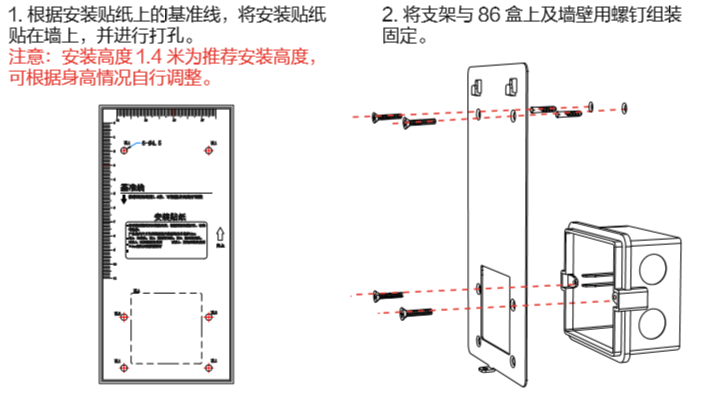 1. 根据安装贴纸上的基准线，将安装贴纸
贴在墙上，并进行打孔。
注意：安装高度1.4 米为推荐安装高度，
可根据身高情况自行调整。
2. 将支架与 86 盒上及墙壁用螺钉组装
固定。
基准线
安装贴纸